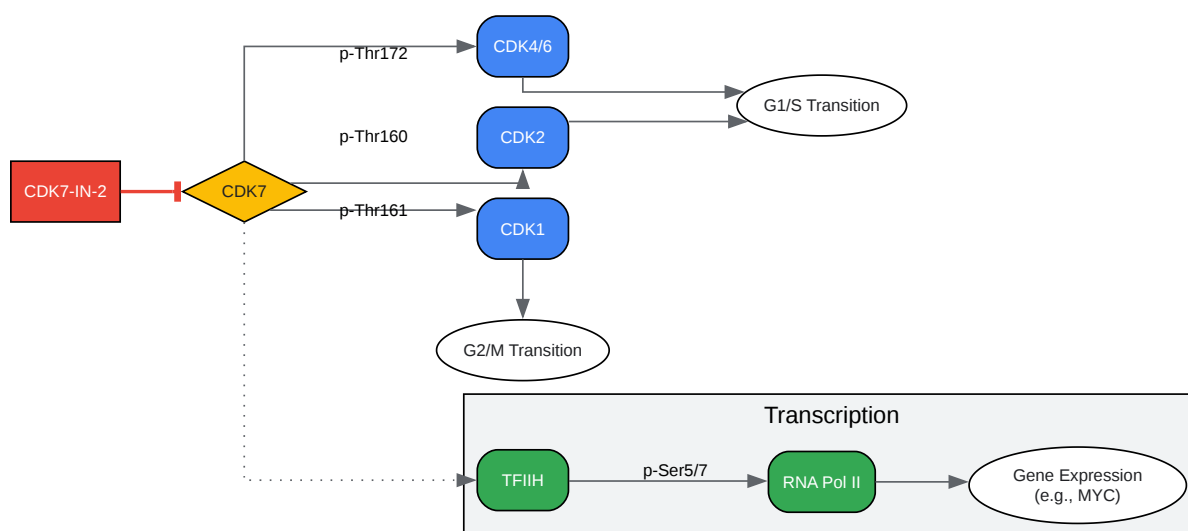 CDK4/6
p-Thr172
G1/S Transition
p-Thr160
CDK2
CDK7-IN-2
CDK7
p-Thr161
CDK1
G2/M Transition
Transcription
TFIIH
p-Ser5/7
RNA Pol II
Gene Expression
(e.g., MYC)